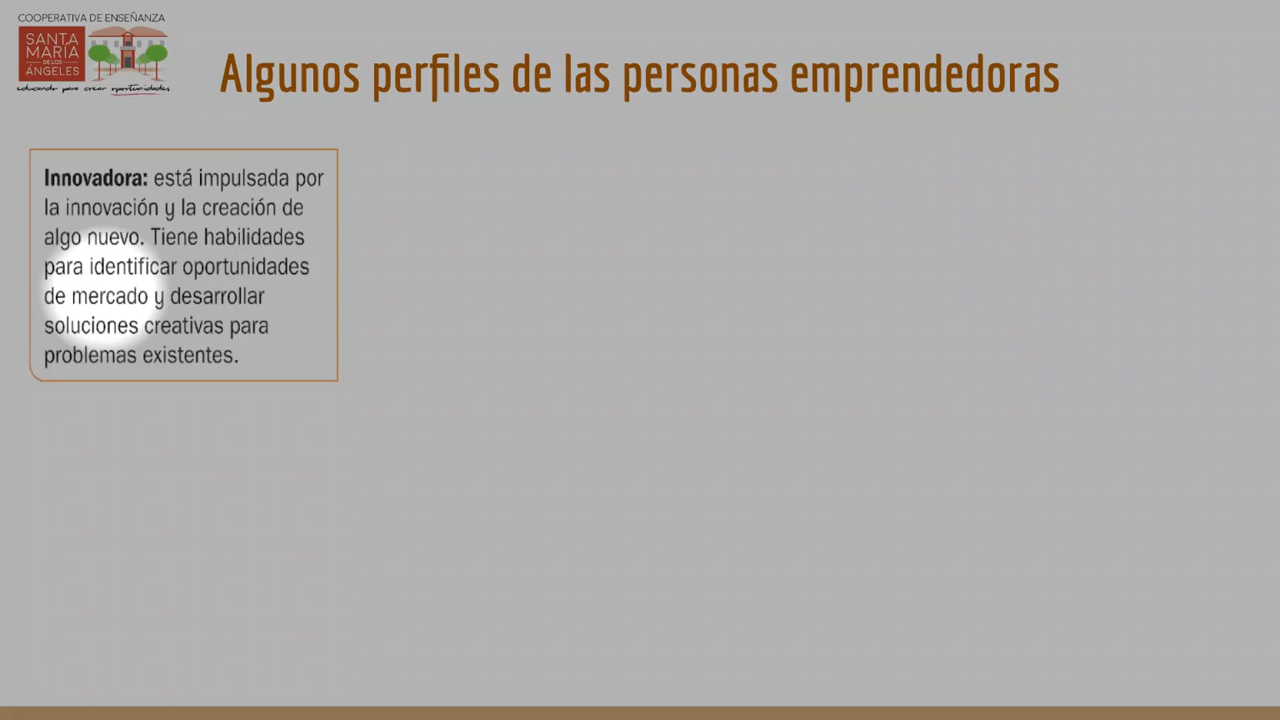 COOPERATIVA DE ENSEÑANZA
SANTA
MARÍA
DE LOS
ÁNGELES
educando para crear oportunidades
Algunos perfiles de las personas emprendedoras
Innovadora: está impulsada por
la innovación y la creación de
algo nuevo. Tiene habilidades
para identificar oportunidades
de mercado y desarrollar
soluciones creativas para
problemas existentes.